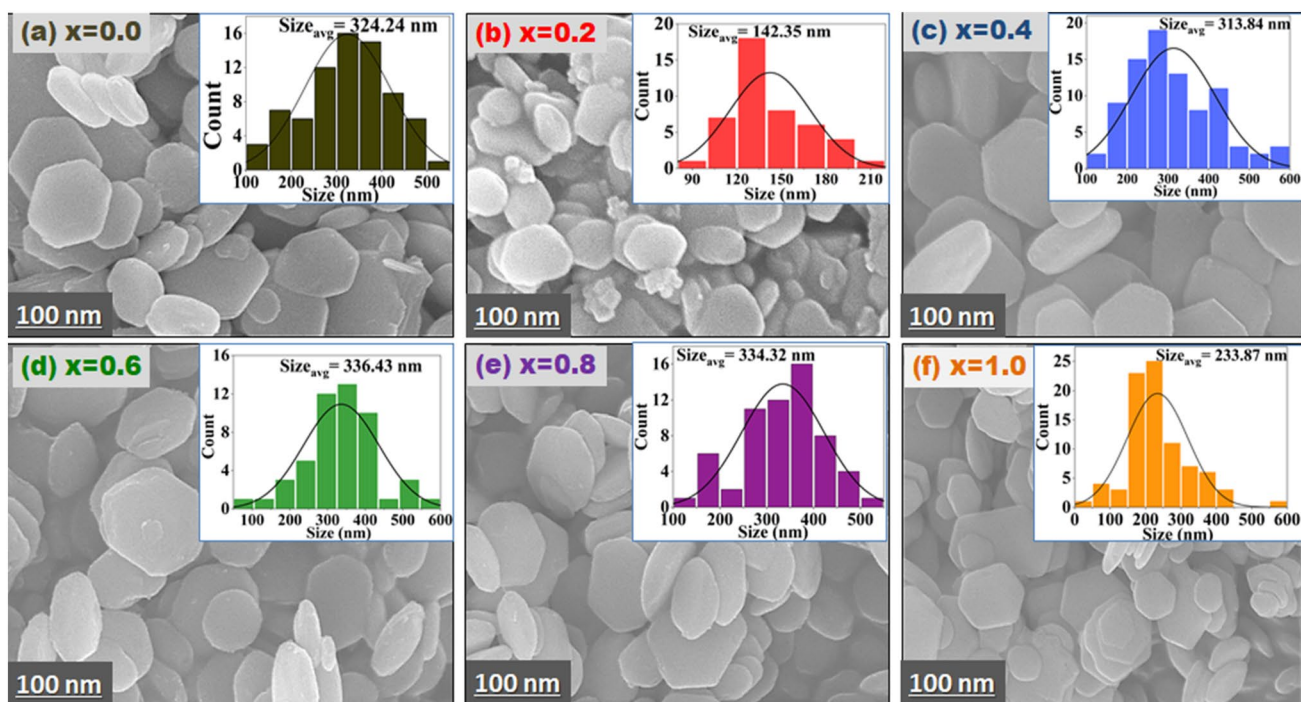 (a) x=0.0
Size_avg = 324.24 nm
Count
16
12
8
4
0
100 200 300 400 500
Size (nm)
100 nm
(b) x=0.2
Size_avg = 142.35 nm
Count
20
15
10
5
0
90 120 150 180 210
Size (nm)
100 nm
(c) x=0.4
Size_avg = 313.84 nm
Count
20
15
10
5
0
100 200 300 400 500 600
Size (nm)
100 nm
(d) x=0.6
Size_avg = 336.43 nm
Count
16
12
8
4
0
100 200 300 400 500 600
Size (nm)
100 nm
(e) x=0.8
Size_avg = 334.32 nm
Count
16
12
8
4
0
100 200 300 400 500
Size (nm)
100 nm
(f) x=1.0
Size_avg = 233.87 nm
Count
25
20
15
10
5
0
0 100 200 300 400 500 600
Size (nm)
100 nm